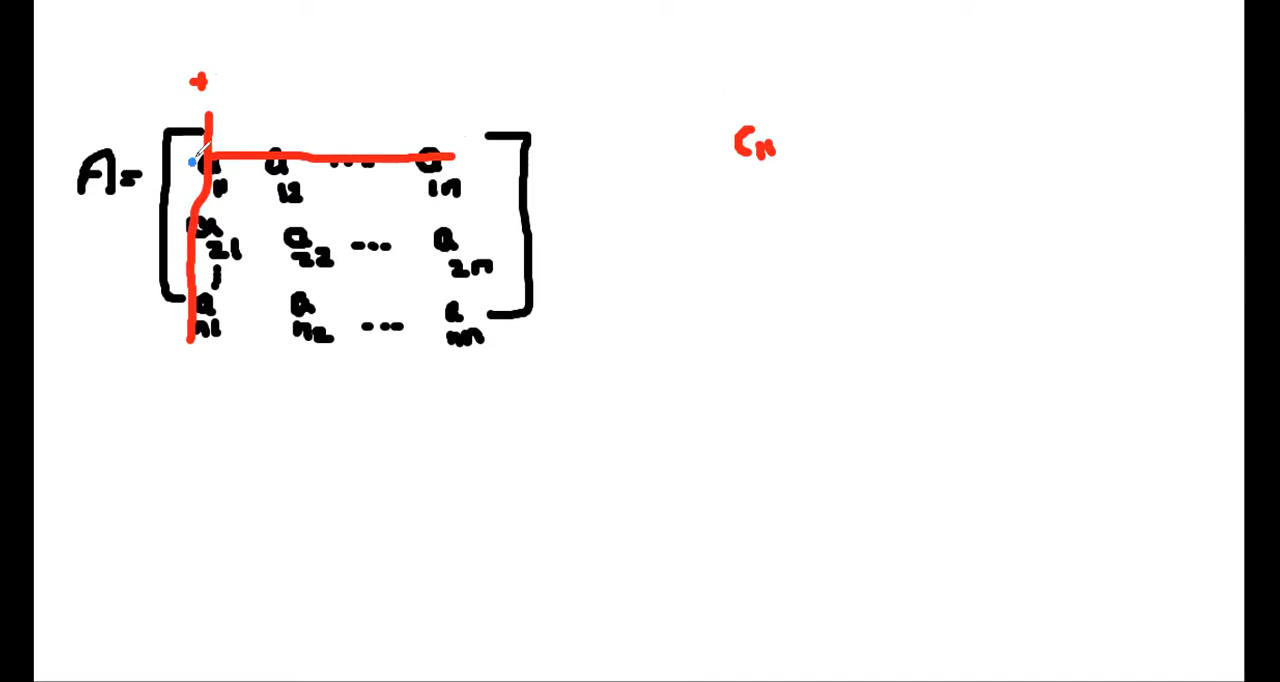 +
A = [ a11 a12 ... a1n ] C11
a21 a22 ... a2n
⋮
an1 an2 ... ann